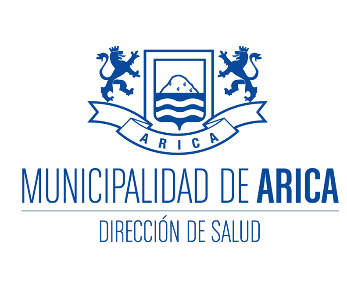 ARICA
MUNICIPALIDAD DE ARICA
DIRECCIÓN DE SALUD